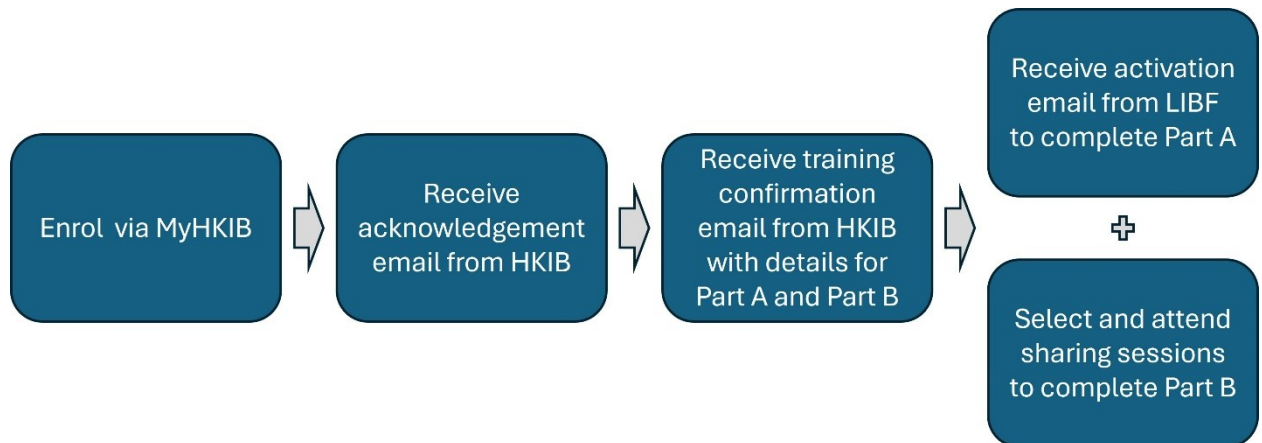 Enrol via MyHKIB
Receive
acknowledgement
email from HKIB
Receive training
confirmation
email from HKIB
with details for
Part A and Part B
Receive activation
email from LIBF
to complete Part A
Select and attend
sharing sessions
to complete Part B